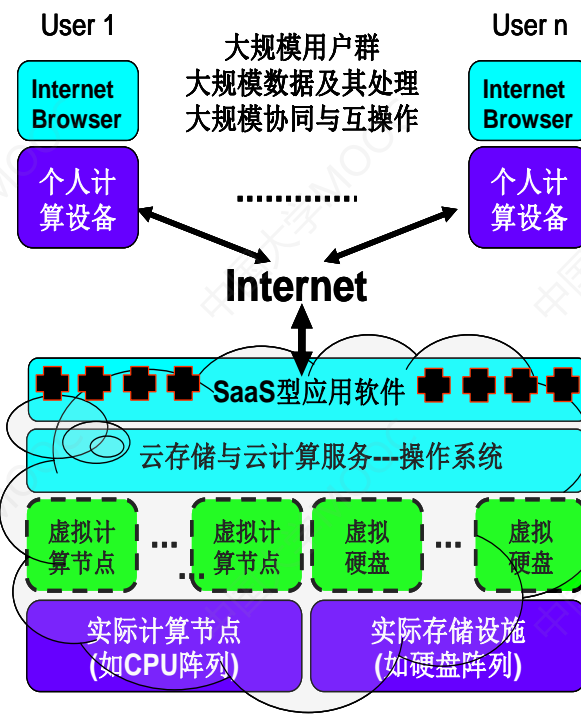 User 1
User n
大规模用户群
大规模数据及其处理
大规模协同与互操作
Internet
Browser
Internet
Browser
个人计
算设备
.............
个人计
算设备
Internet
SaaS型应用软件
云存储与云计算服务---操作系统
虚拟计
算节点
...
虚拟计
算节点
...
虚拟
硬盘
...
虚拟
硬盘
实际计算节点
(如CPU阵列)
实际存储设施
(如硬盘阵列)